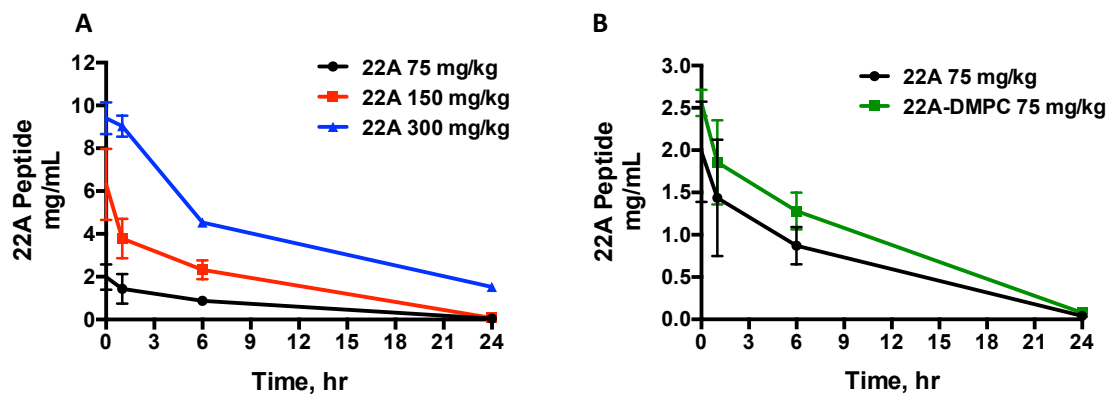 A
22A 75 mg/kg
22A 150 mg/kg
22A 300 mg/kg
22A Peptide
mg/mL
12
10
8
6
4
2
0
0 3 6 9 12 15 18 21 24
Time, hr
B
22A 75 mg/kg
22A-DMPC 75 mg/kg
22A Peptide
mg/mL
3.0
2.5
2.0
1.5
1.0
0.5
0.0
0 3 6 9 12 15 18 21 24
Time, hr